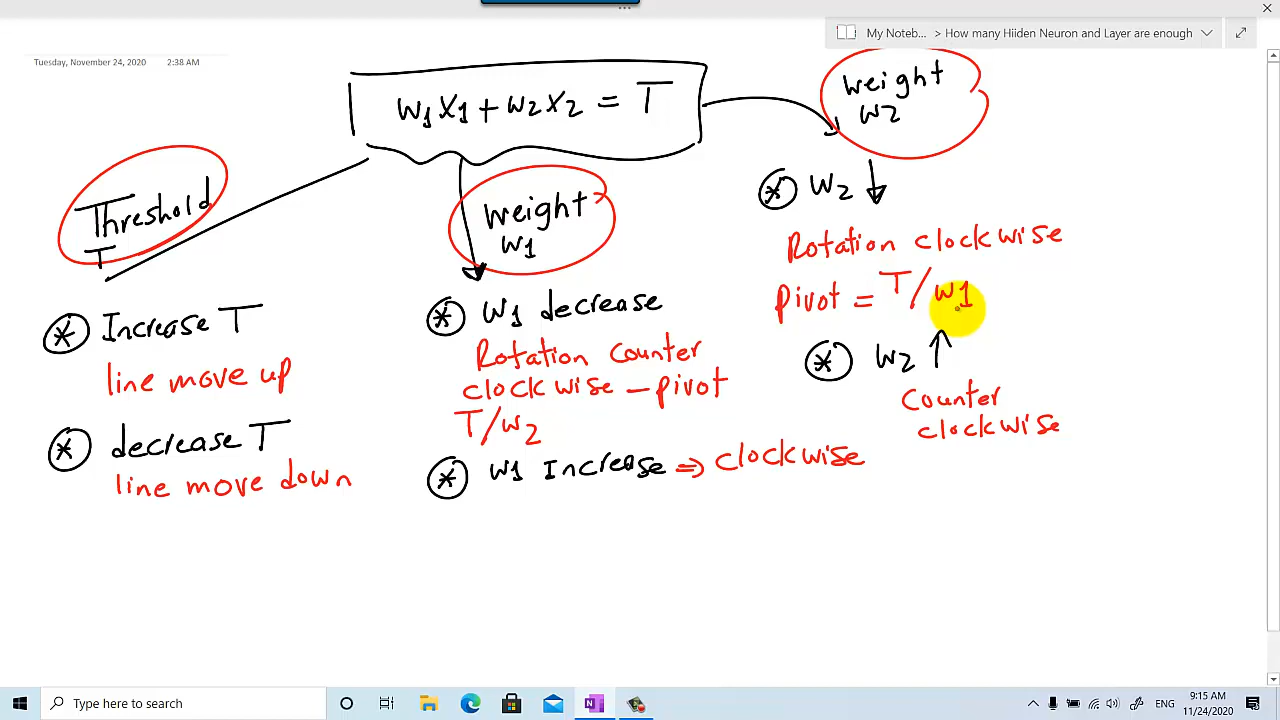 My Noteb... > How many Hiiden Neuron and Layer are enough
Tuesday, November 24, 2020 2:38 AM
w1x1 + w2x2 = T
Threshold
T
* Increase T
line move up
* decrease T
line move down
weight
w1
* w1 decrease
Rotation counter
clockwise - pivot
T/w2
* w1 Increase => clockwise
weight
w2
* w2 ↓
Rotation clockwise
pivot = T/w1
* w2 ↑
Counter
clockwise
Type here to search
ENG
9:15 AM
11/24/2020